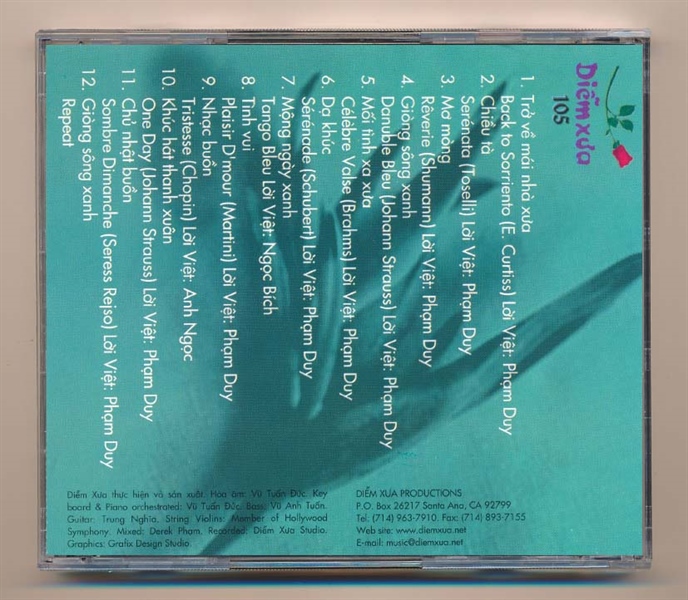 Diễm xưa
105
1. Trở về mái nhà xưa
Back to Sorriento (E. Curtiss) Lời Việt: Phạm Duy
2. Chiều tà
Serénata (Toselli) Lời Việt: Phạm Duy
3. Mơ mòng
Rêverie (Shumann) Lời Việt: Phạm Duy
4. Giòng sông xanh
Danuble Bleu (Johann Strauss) Lời Việt: Phạm Duy
5. Mối tình xa xưa
Célèbre Valse (Brahms) Lời Việt: Phạm Duy
6. Dạ khúc
Sérénade (Schubert) Lời Việt: Phạm Duy
7. Mộng ngày xanh
Tango Bleu Lời Việt: Ngọc Bích
8. Tình vui
Plaisir D'mour (Martini) Lời Việt: Phạm Duy
9. Nhạc buồn
Tristesse (Chopin) Lời Việt: Anh Ngọc
10. Khúc hát thanh xuân
One Day (Johann Strauss) Lời Việt: Phạm Duy
11. Chủ nhật buồn
Sombre Dimanche (Seress Rejso) Lời Việt: Phạm Duy
12. Giòng sông xanh
Repeat
Diễm Xưa thực hiện và sản xuất. Hòa âm: Vũ Tuấn Đức. Key
board & Piano orchestrated: Vũ Tuấn Đức. Bass: Vũ Anh Tuấn.
Guitar: Trung Nghĩa. String Violins: Member of Hollywood
Symphony. Mixed: Derek Pham. Recorded: Diễm Xưa Studio.
Graphics: Grafix Design Studio.
DIỄM XƯA PRODUCTIONS
P.O. Box 26217 Santa Ana, CA 92799
Tel. (714) 963-7910. Fax: (714) 893-7155
Web site: www.diemxua.net
E-mail: music@diemxua.net